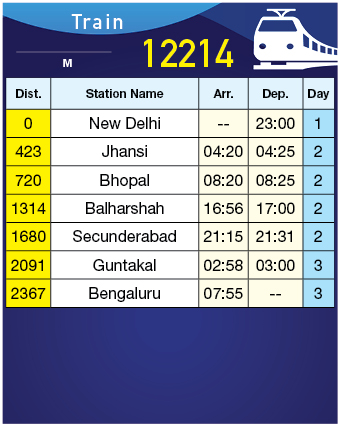 Train
M 12214
Dist. Station Name Arr. Dep. Day
0 New Delhi -- 23:00 1
423 Jhansi 04:20 04:25 2
720 Bhopal 08:20 08:25 2
1314 Balharshah 16:56 17:00 2
1680 Secunderabad 21:15 21:31 2
2091 Guntakal 02:58 03:00 3
2367 Bengaluru 07:55 -- 3